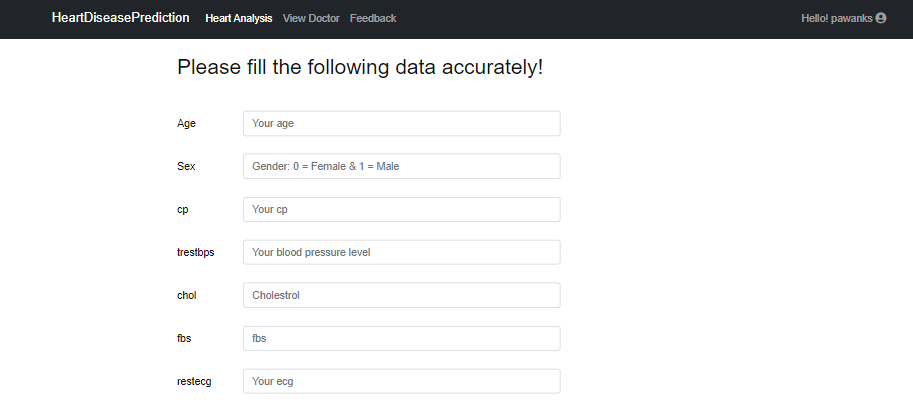 HeartDiseasePrediction Heart Analysis View Doctor Feedback Hello! pawanks
Please fill the following data accurately!
Age Your age
Sex Gender: 0 = Female & 1 = Male
cp Your cp
trestbps Your blood pressure level
chol Cholestrol
fbs fbs
restecg Your ecg